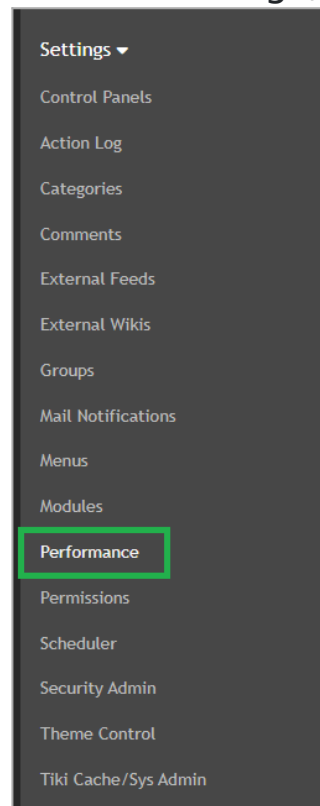 Settings
Control Panels
Action Log
Categories
Comments
External Feeds
External Wikis
Groups
Mail Notifications
Menus
Modules
Performance
Permissions
Scheduler
Security Admin
Theme Control
Tiki Cache/Sys Admin